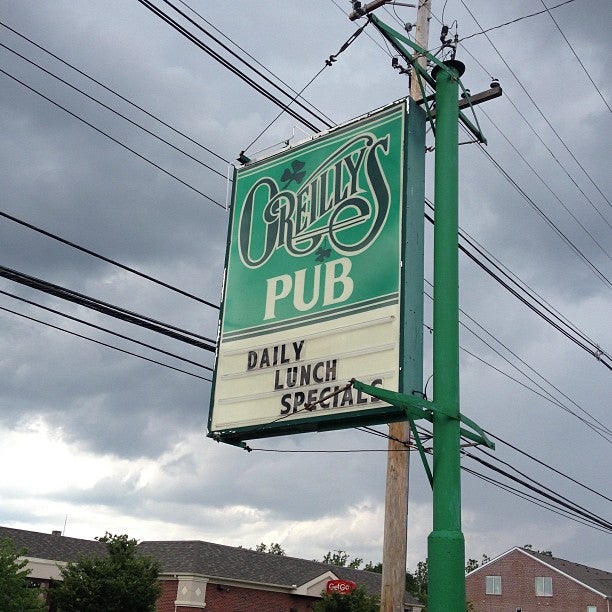 O'REILLY'S
PUB
DAILY
LUNCH
SPECIALS
GetGo